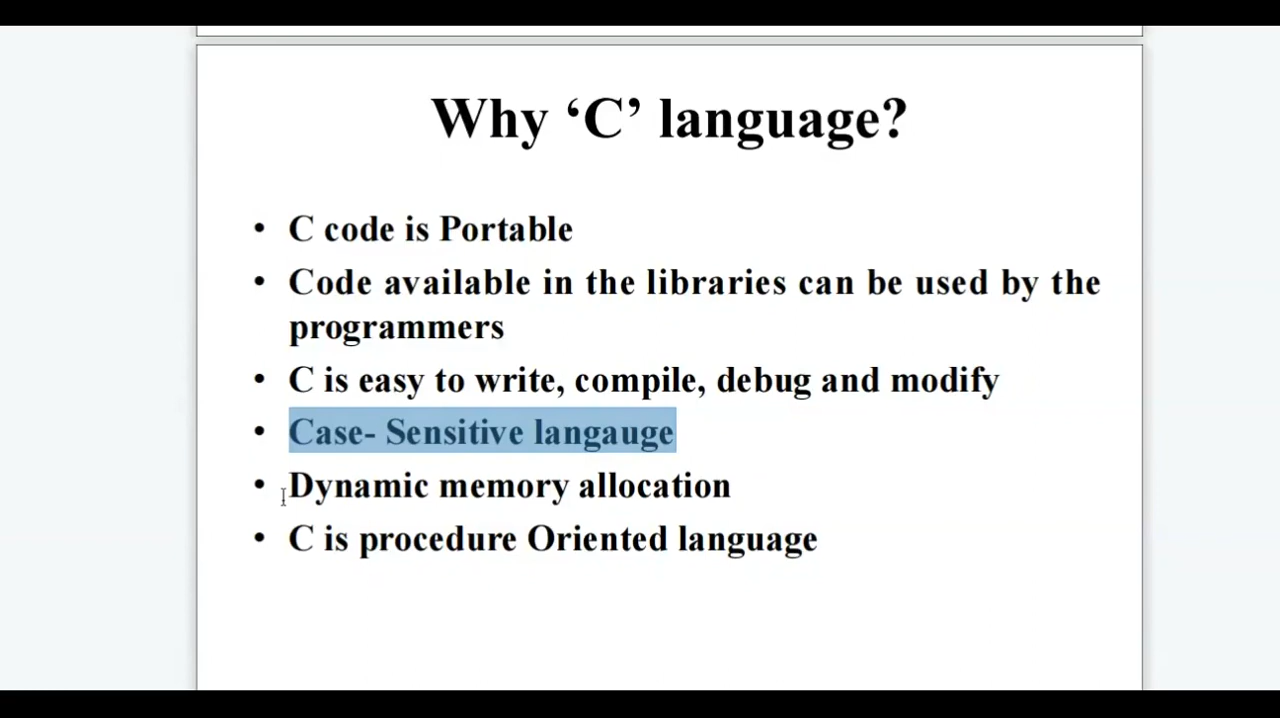 Why ‘C’ language?
• C code is Portable
• Code available in the libraries can be used by the
programmers
• C is easy to write, compile, debug and modify
• Case- Sensitive langauge
• Dynamic memory allocation
• C is procedure Oriented language